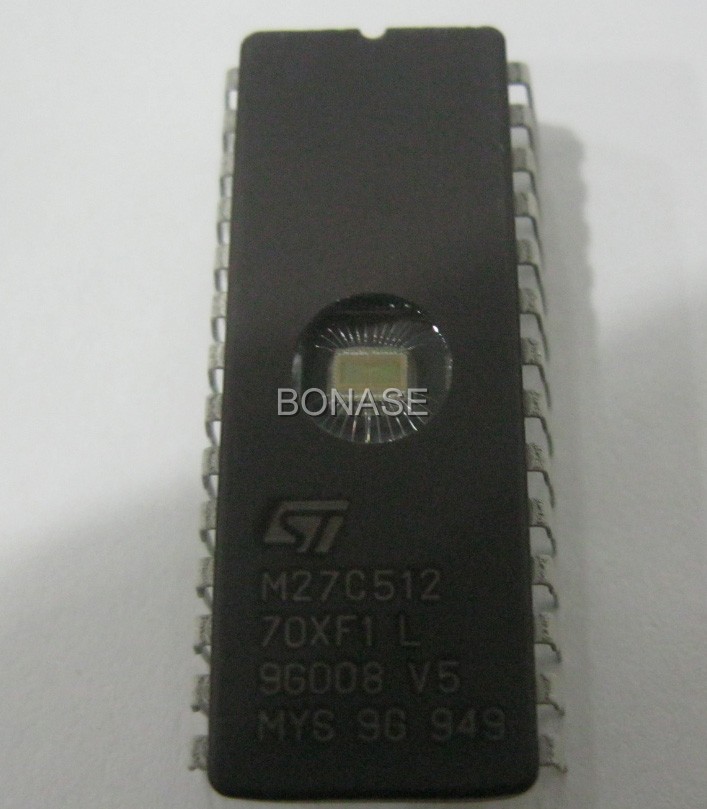 BONASE
ST
M27C512
70XF1 L
9G008 V5
MYS 9G 949